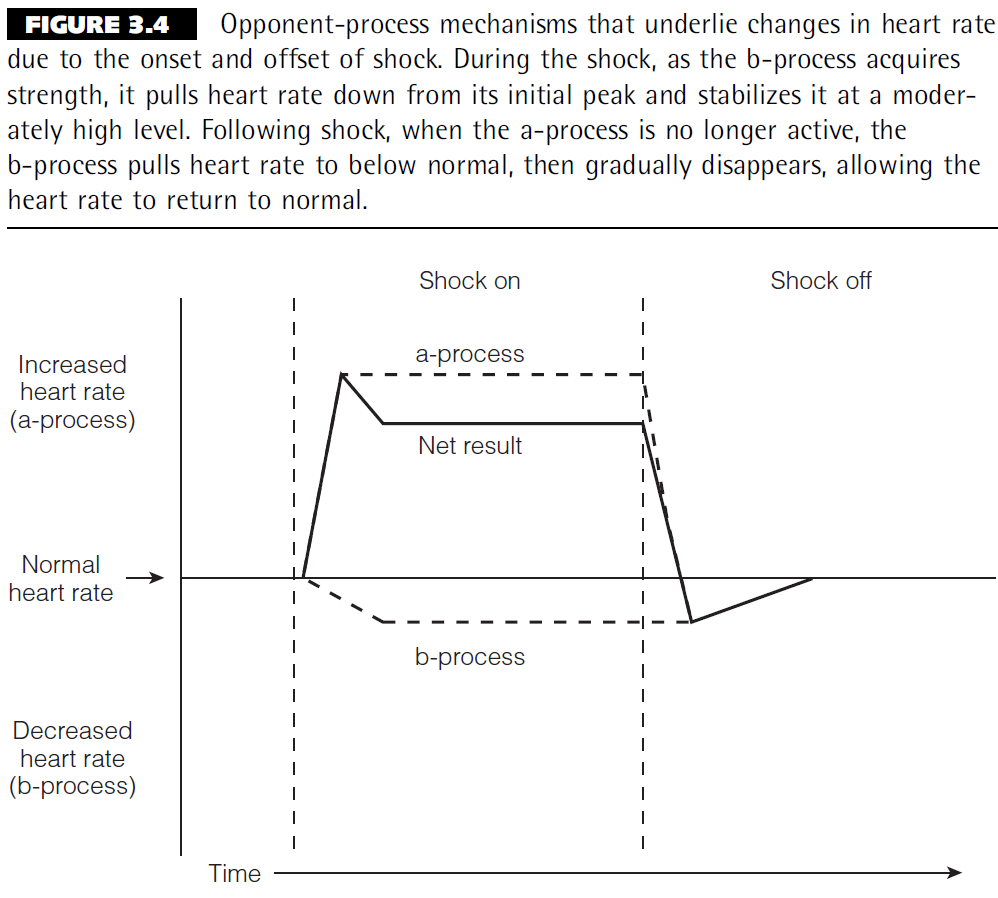 FIGURE 3.4 Opponent-process mechanisms that underlie changes in heart rate
due to the onset and offset of shock. During the shock, as the b-process acquires
strength, it pulls heart rate down from its initial peak and stabilizes it at a moder-
ately high level. Following shock, when the a-process is no longer active, the
b-process pulls heart rate to below normal, then gradually disappears, allowing the
heart rate to return to normal.
Shock on
Shock off
Increased
heart rate
(a-process)
a-process
Net result
Normal
heart rate
b-process
Decreased
heart rate
(b-process)
Time